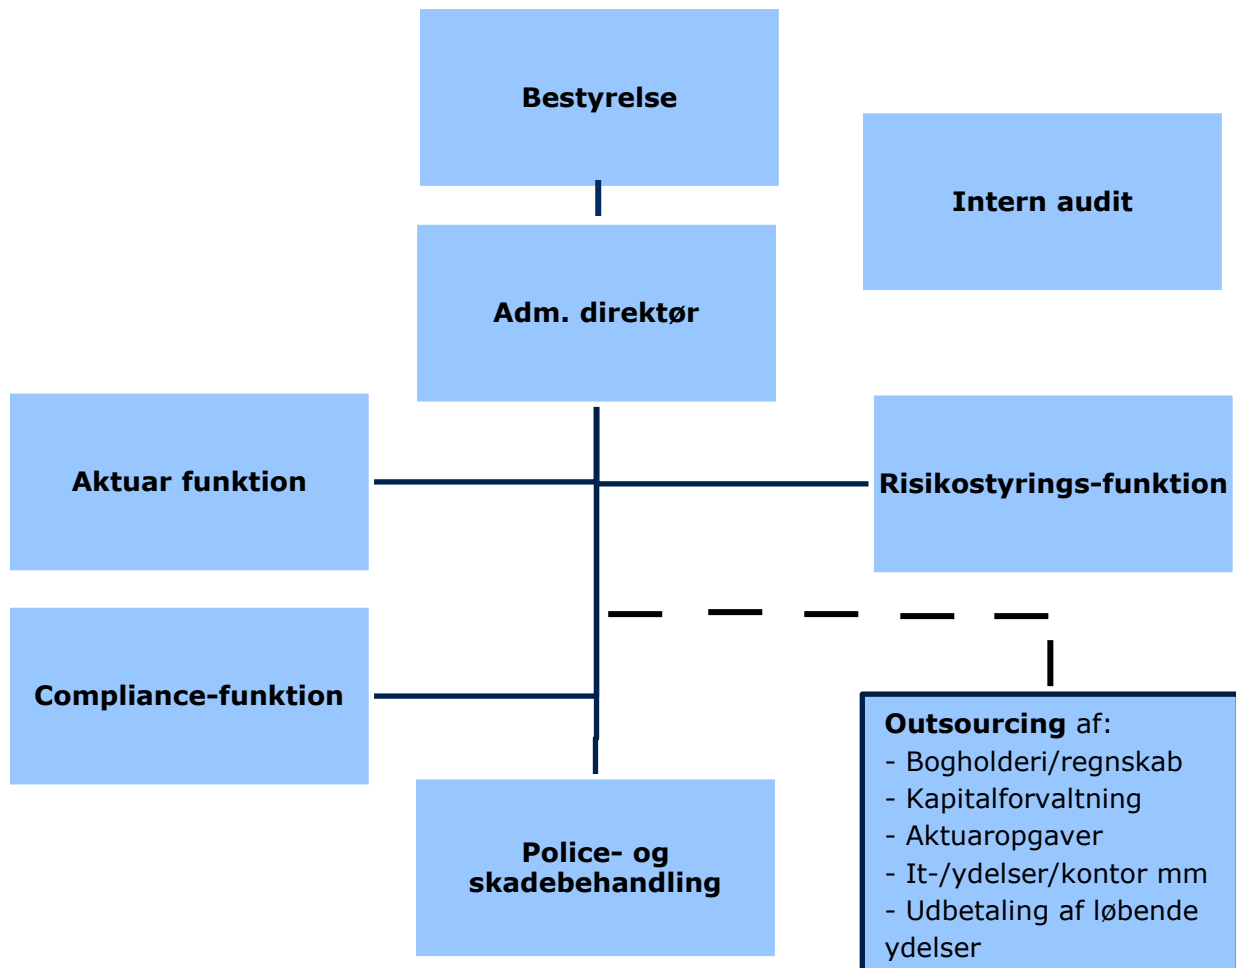 Bestyrelse
Intern audit
Adm. direktør
Aktuar funktion
Risikostyrings-funktion
Compliance-funktion
Police- og
skadebehandling
Outsourcing af:
- Bogholderi/regnskab
- Kapitalforvaltning
- Aktuaropgaver
- It-/ydelser/kontor mm
- Udbetaling af løbende
ydelser